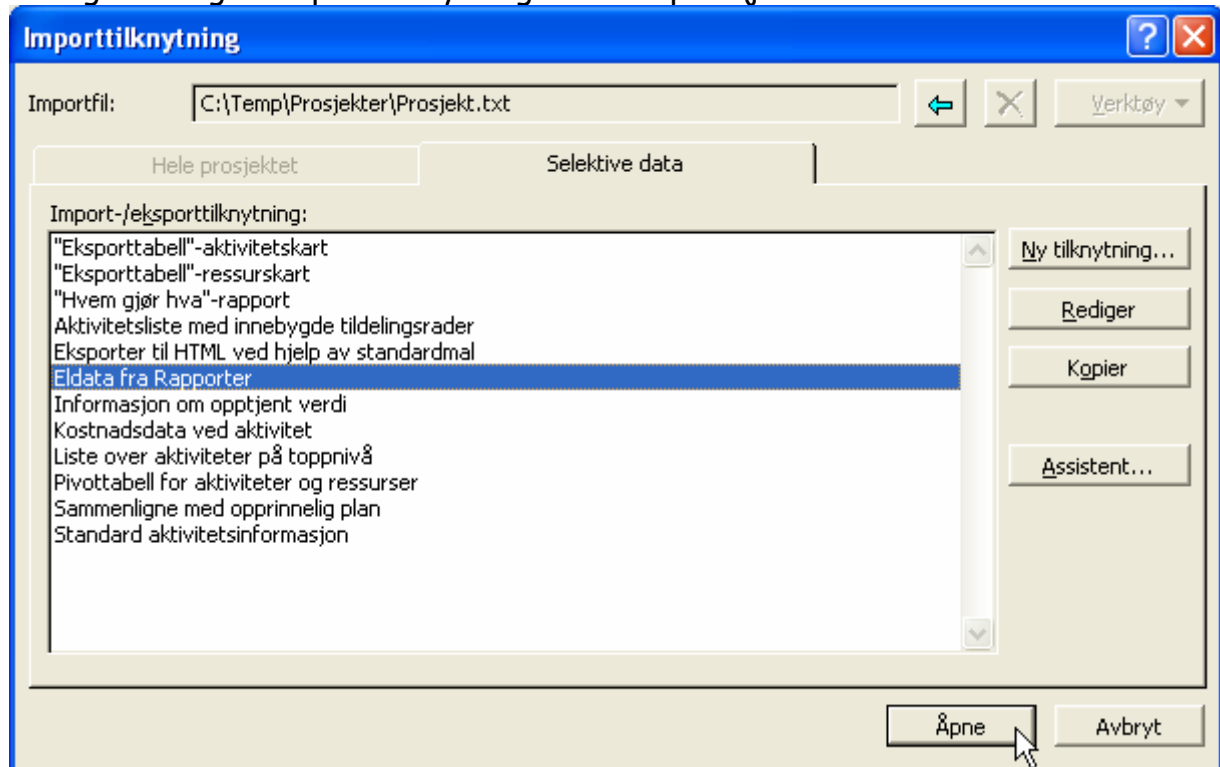 Importtilknytning
Importfil: C:\Temp\Prosjekter\Prosjekt.txt Verktøy
Hele prosjektet Selektive data
Import-/eksporttilknytning:
"Eksporttabell"-aktivitetskart
"Eksporttabell"-ressurskart
"Hvem gjør hva"-rapport
Aktivitetsliste med innebygde tildelingsrader
Eksporter til HTML ved hjelp av standardmal
Eldata fra Rapporter
Informasjon om opptjent verdi
Kostnadsdata ved aktivitet
Liste over aktiviteter på toppnivå
Pivottabell for aktiviteter og ressurser
Sammenligne med opprinnelig plan
Standard aktivitetsinformasjon
Ny tilknytning...
Rediger
Kopier
Assistent...
Åpne Avbryt